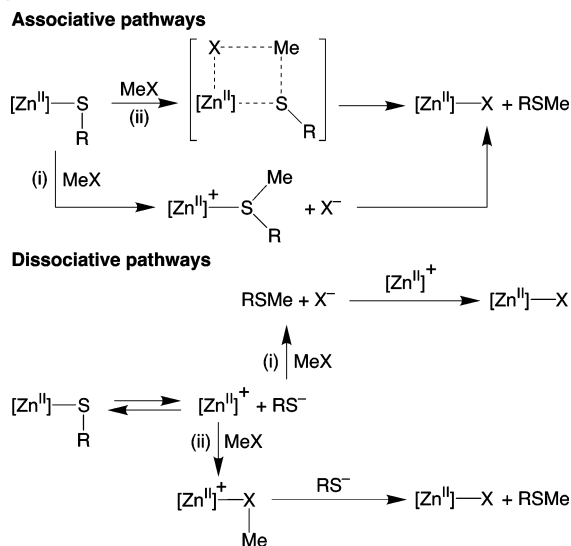 Associative pathways
X Me
[Zn^II]—S MeX (ii) [Zn^II] S [Zn^II]—X + RSMe
R R
(i) MeX Me
[Zn^II]^+—S + X^−
R
Dissociative pathways
[Zn^II]^+
RSMe + X^− [Zn^II]—X
(i) MeX
[Zn^II]—S [Zn^II]^+ + RS^−
R
(ii) MeX
[Zn^II]^+—X RS^− [Zn^II]—X + RSMe
Me